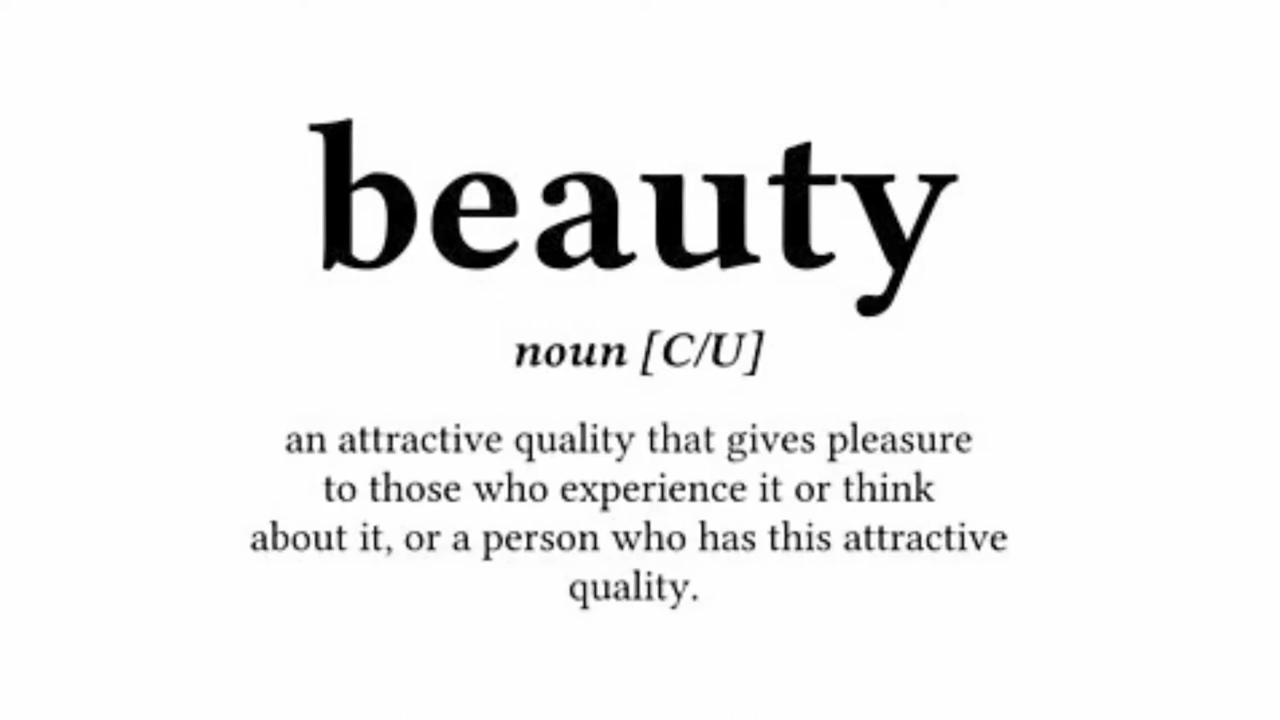 beauty
noun [C/U]
an attractive quality that gives pleasure
to those who experience it or think
about it, or a person who has this attractive
quality.